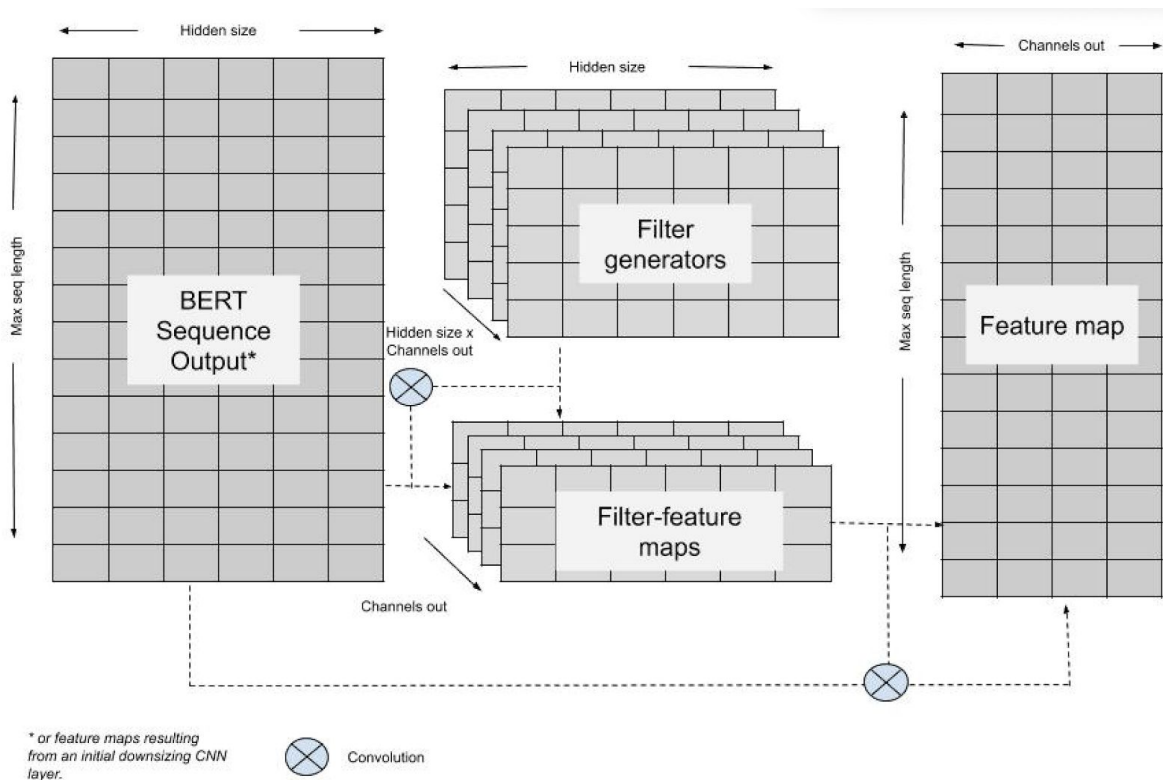 Hidden size
Max seq length
BERT
Sequence
Output*
Hidden size
Filter
generators
Hidden size x
Channels out
Filter-feature
maps
Channels out
Channels out
Max seq length
Feature map
* or feature maps resulting
from an initial downsizing CNN
layer.
Convolution